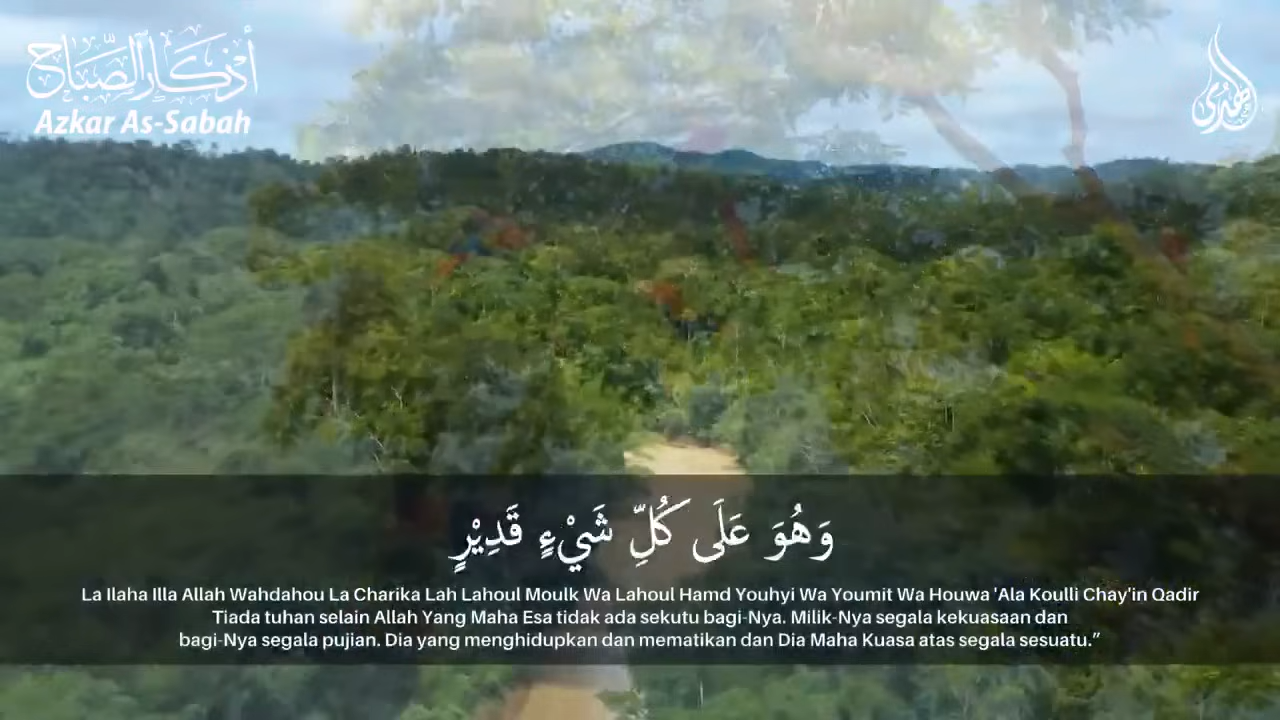 أذكار الصباح
Azkar As-Sabah
الهدى
وَهُوَ عَلَى كُلِّ شَيْءٍ قَدِيْرٍ
La Ilaha Illa Allah Wahdahou La Charika Lah Lahoul Moulk Wa Lahoul Hamd Youhyi Wa Youmit Wa Houwa 'Ala Koulli Chay'in Qadir
Tiada tuhan selain Allah Yang Maha Esa tidak ada sekutu bagi-Nya. Milik-Nya segala kekuasaan dan
bagi-Nya segala pujian. Dia yang menghidupkan dan mematikan dan Dia Maha Kuasa atas segala sesuatu.”